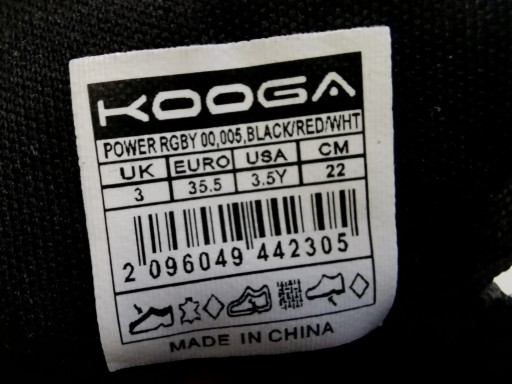 KOOGA
POWER RGBY 00,005,BLACK/RED/WHT
UK EURO USA CM
3 35.5 3.5Y 22
2 096049 442305
MADE IN CHINA